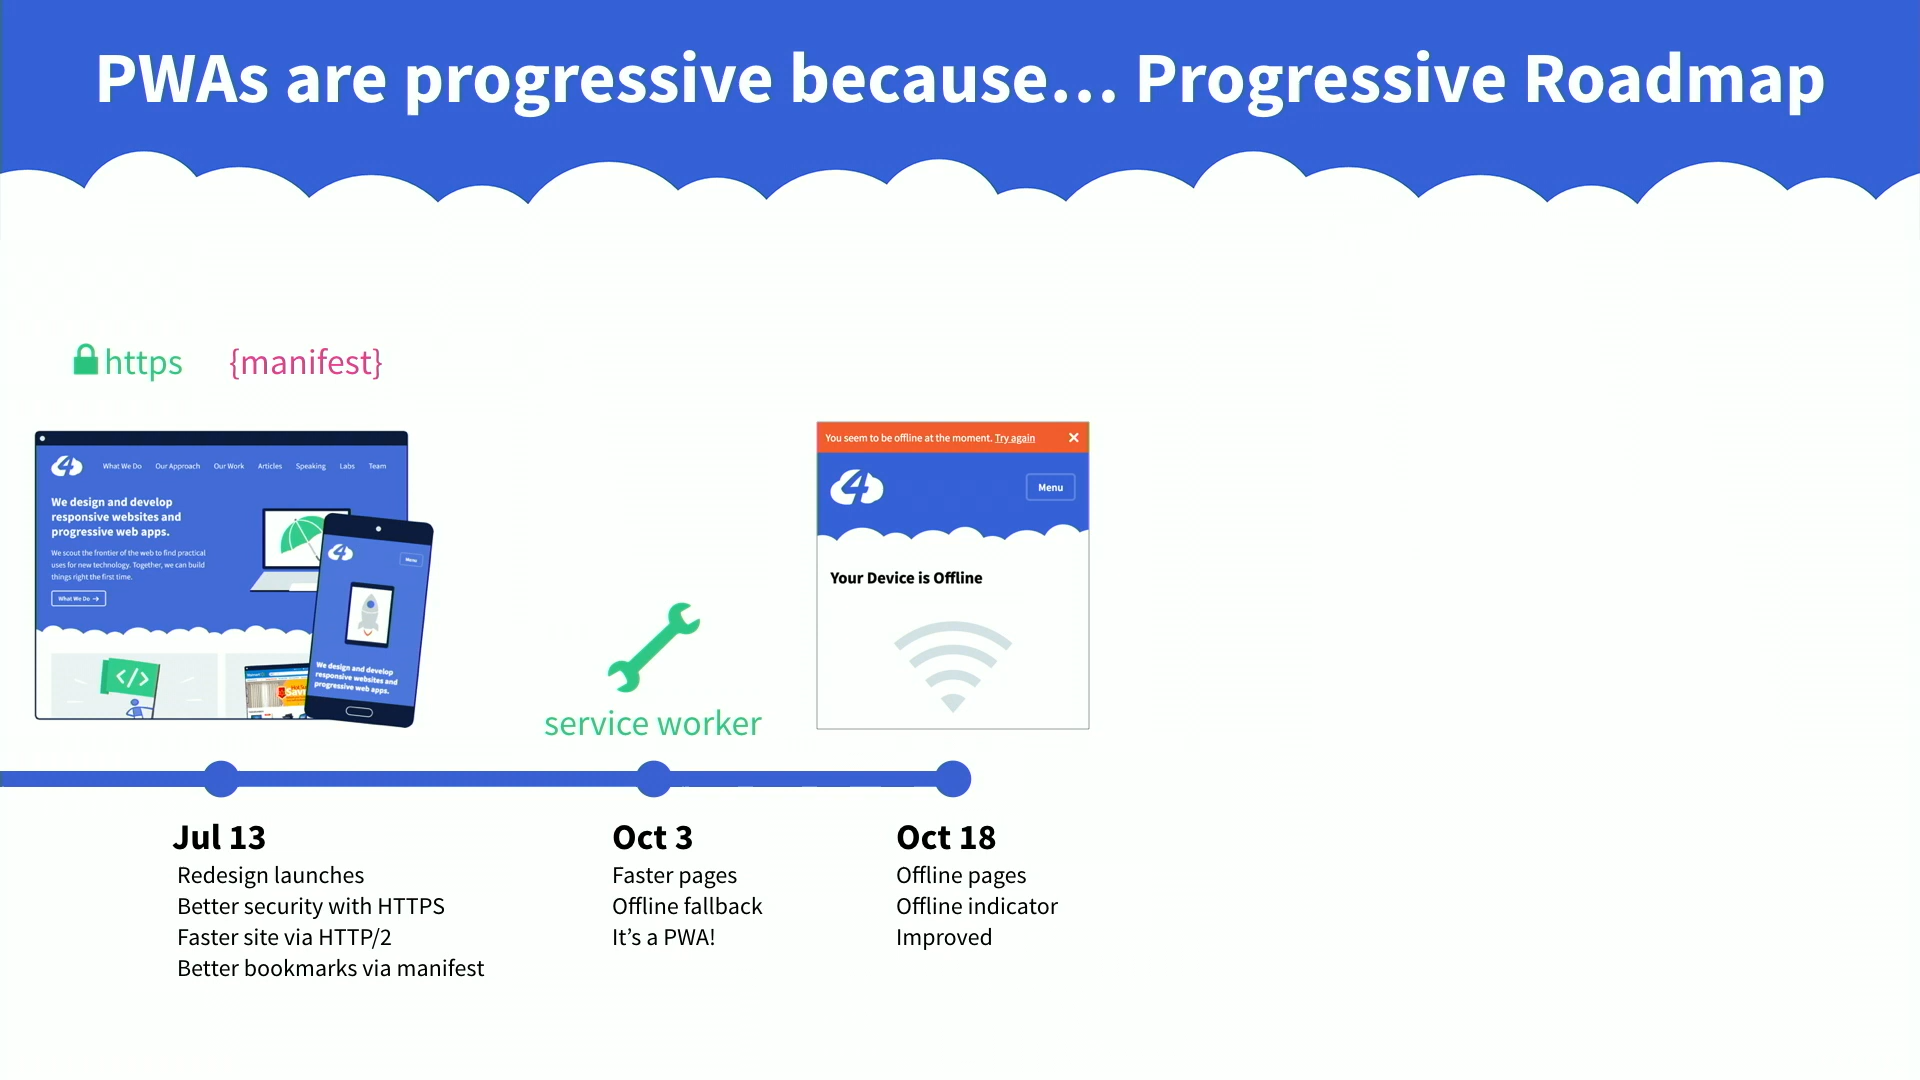 PWAs are progressive because… Progressive Roadmap
https
{manifest}
4
What We Do
Our Approach
Our Work
Articles
Speaking
Labs
Team
We design and develop
responsive websites and
progressive web apps.
We scout the frontier of the web to find practical
uses for new technology. Together, we can build
things right the first time.
What We Do →
</>
4
Menu
We design and develop
responsive websites and
progressive web apps.
service worker
You seem to be offline at the moment. Try again
4
Menu
Your Device is Offline
Jul 13
Redesign launches
Better security with HTTPS
Faster site via HTTP/2
Better bookmarks via manifest
Oct 3
Faster pages
Offline fallback
It’s a PWA!
Oct 18
Offline pages
Offline indicator
Improved